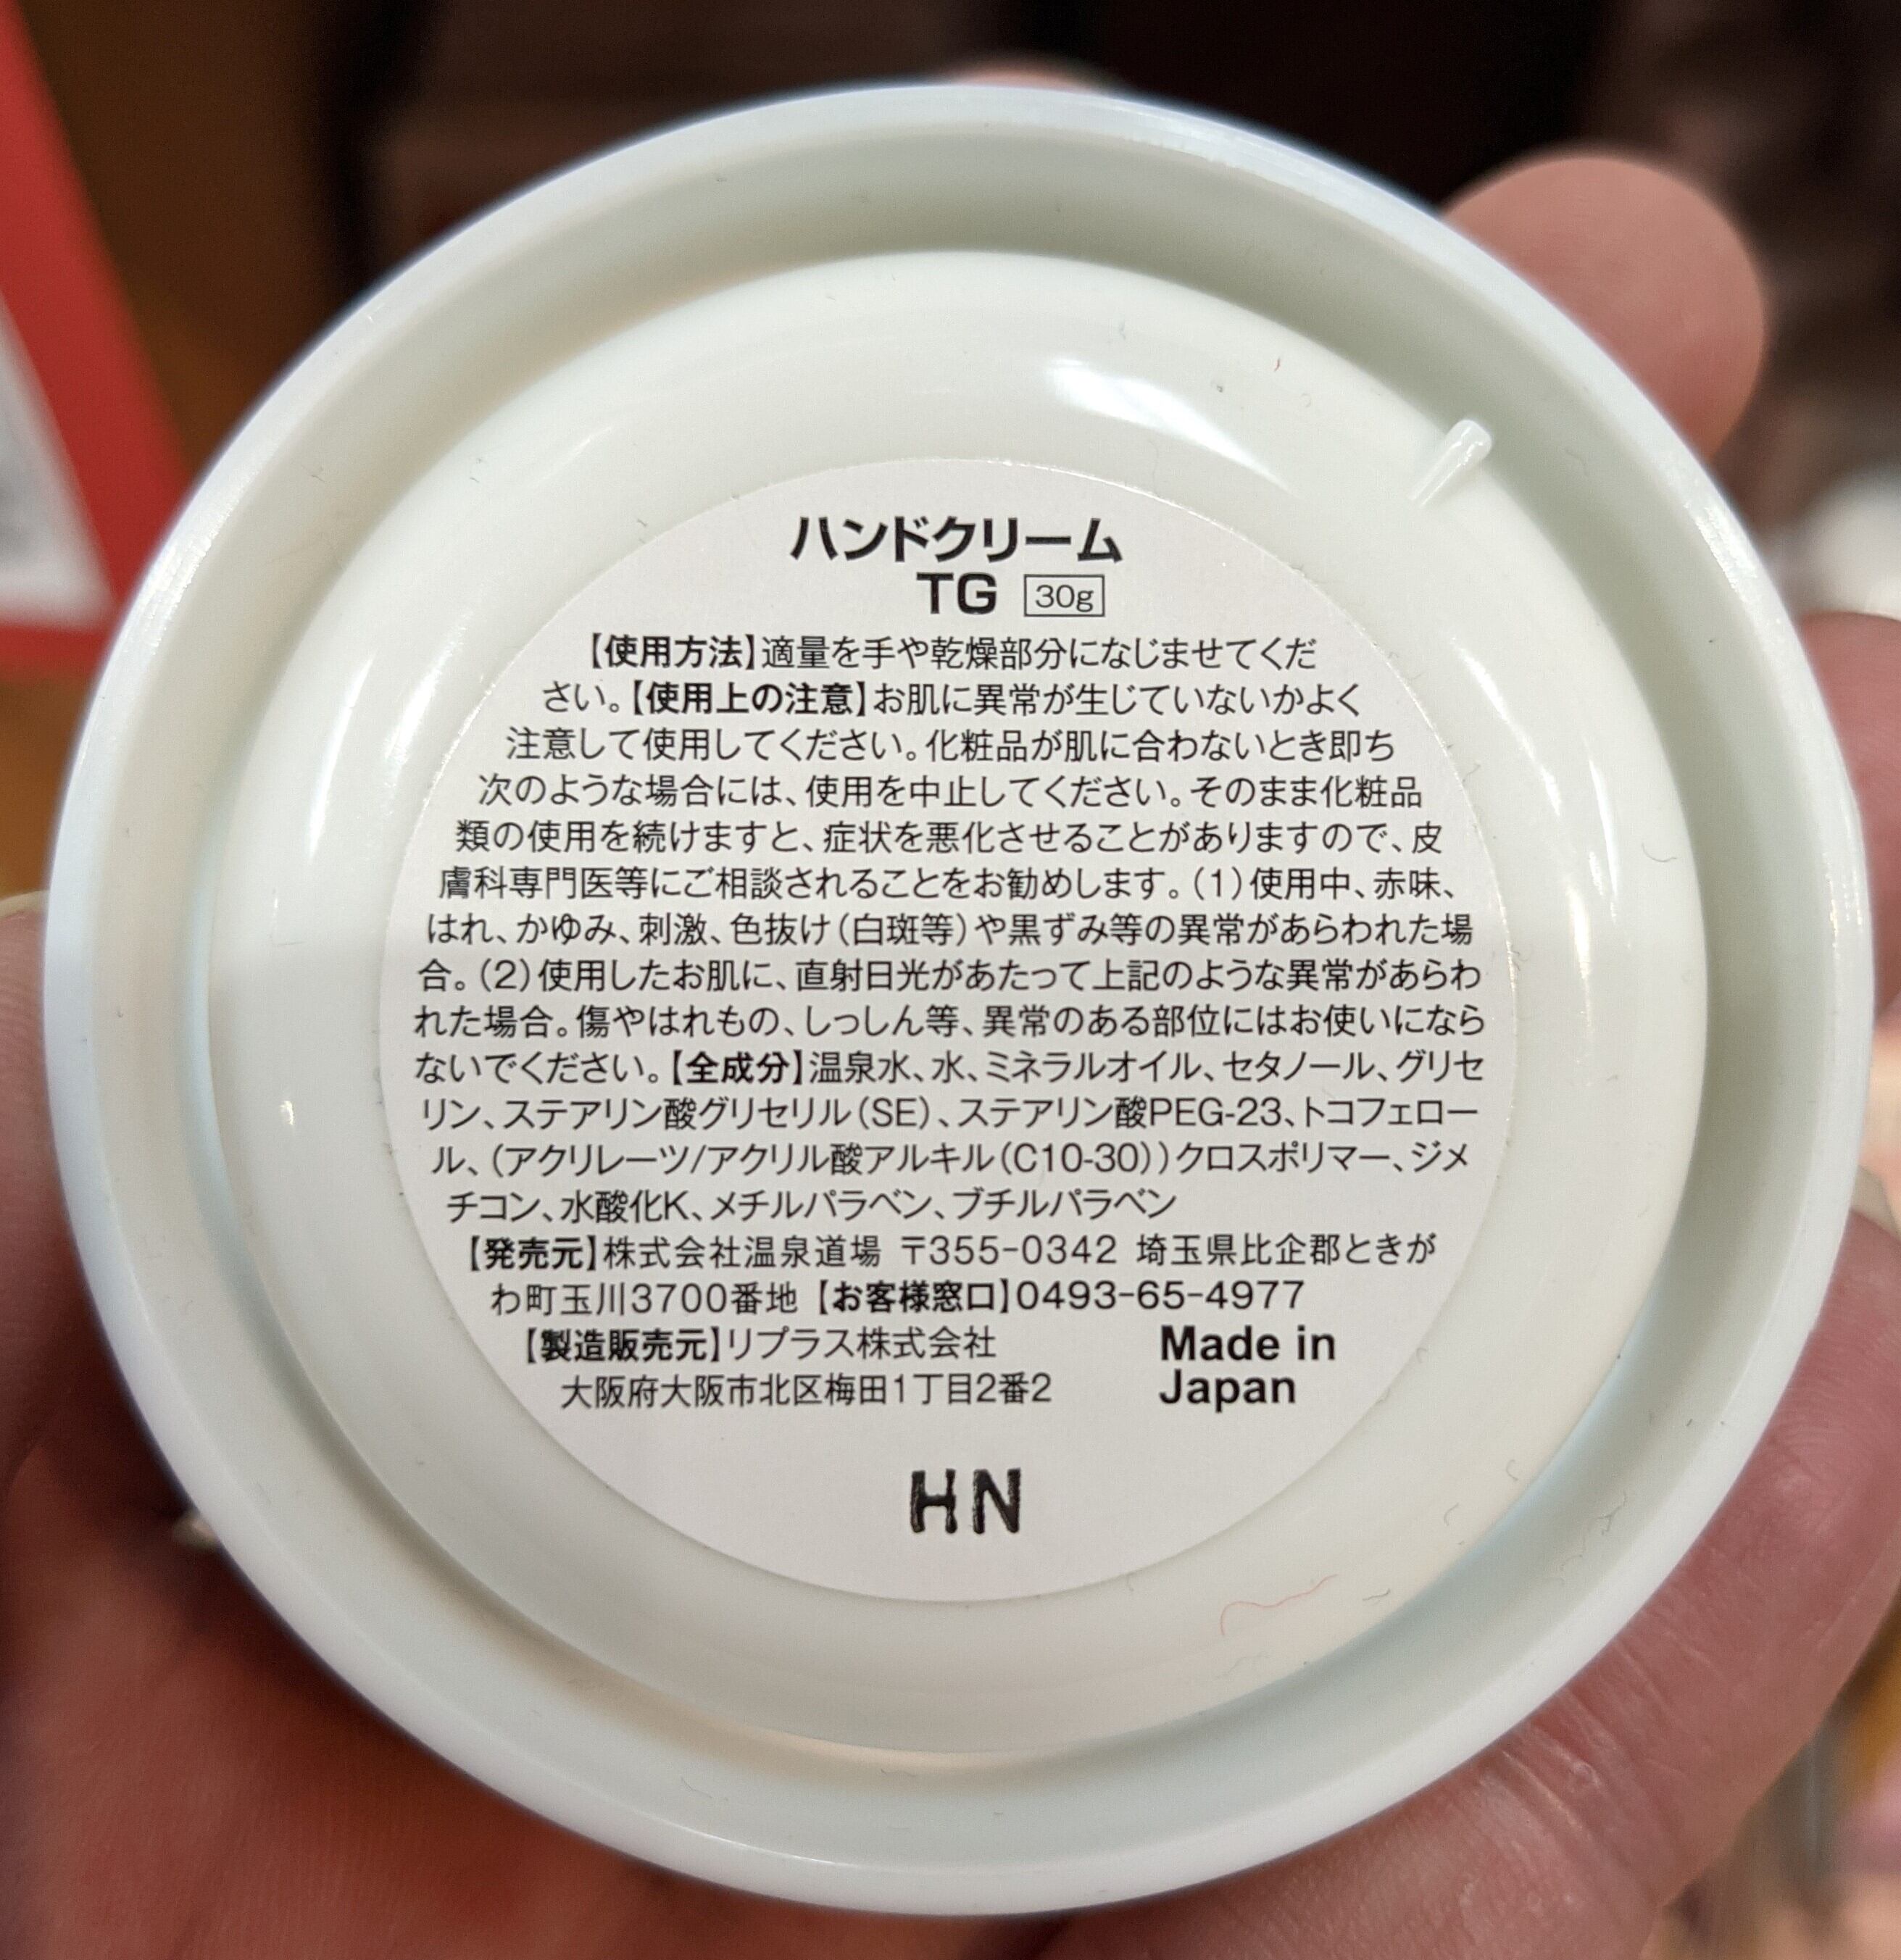 ハンドクリーム
TG 30g
【使用方法】適量を手や乾燥部分になじませてくだ
さい。【使用上の注意】お肌に異常が生じていないかよく
注意して使用してください。化粧品が肌に合わないとき即ち
次のような場合には、使用を中止してください。そのまま化粧品
類の使用を続けますと、症状を悪化させることがありますので、皮
膚科専門医等にご相談されることをお勧めします。（1）使用中、赤味、
はれ、かゆみ、刺激、色抜け（白斑等）や黒ずみ等の異常があらわれた場
合。（2）使用したお肌に、直射日光があたって上記のような異常があらわ
れた場合。傷やはれもの、しっしん等、異常のある部位にはお使いになら
ないでください。【全成分】温泉水、水、ミネラルオイル、セタノール、グリセ
リン、ステアリン酸グリセリル（SE）、ステアリン酸PEG-23、トコフェロー
ル、（アクリレーツ/アクリル酸アルキル（C10-30））クロスポリマー、ジメ
チコン、水酸化K、メチルパラベン、ブチルパラベン
【発売元】株式会社温泉道場 〒355-0342 埼玉県比企郡ときが
わ町玉川3700番地【お客様窓口】0493-65-4977
【製造販売元】リプラス株式会社 Made in
大阪府大阪市北区梅田1丁目2番2 Japan
HN